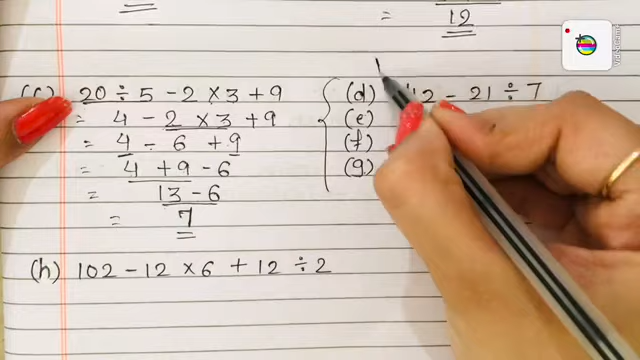 12
(c) 20 ÷ 5 - 2 × 3 + 9
= 4 - 2 × 3 + 9
= 4 - 6 + 9
= 4 + 9 - 6
= 13 - 6
= 7
(d) 42 - 21 ÷ 7
(e)
(f)
(g)
(h) 102 - 12 × 6 + 12 ÷ 2